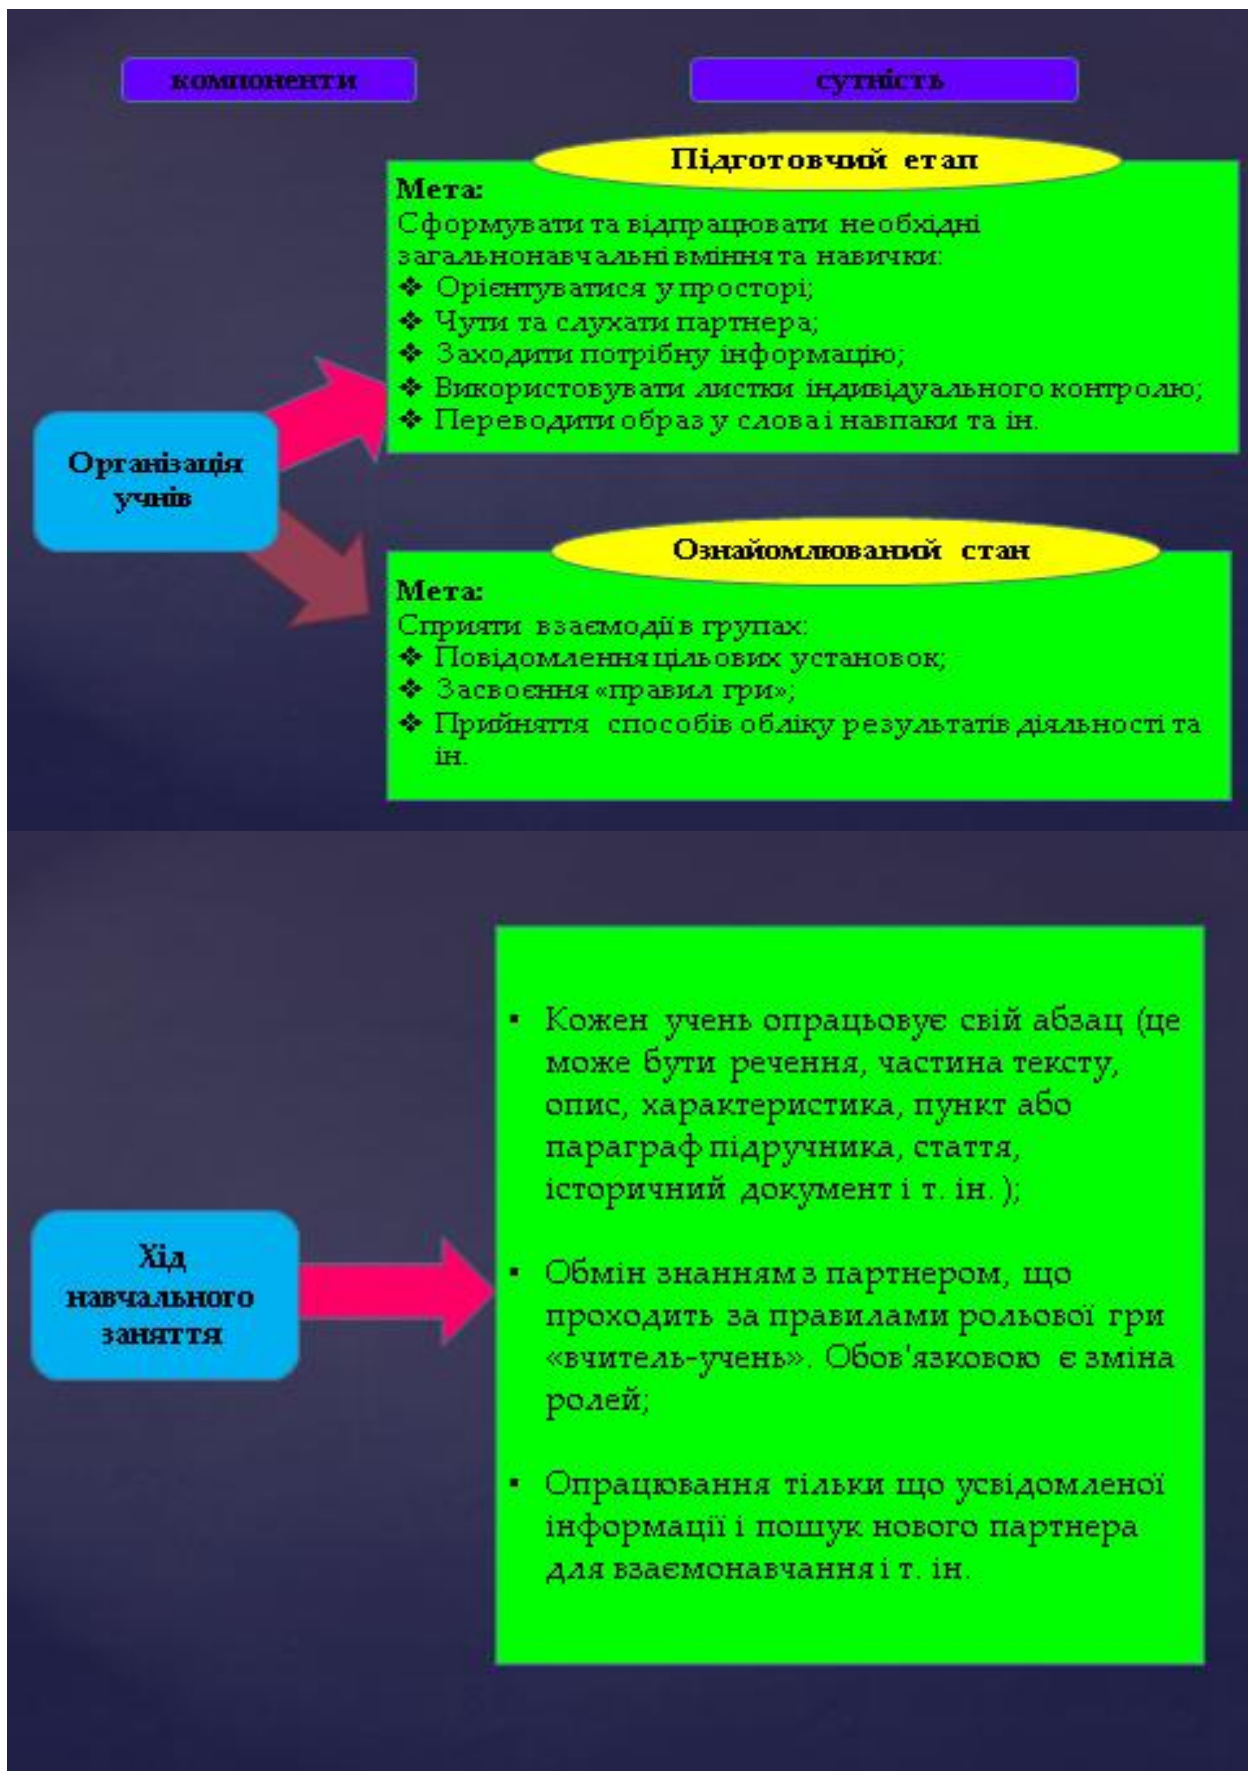 компоненти
сутність
Підготовчий етап
Мета:
Сформувати та відпрацювати необхідні
загальнонавчальні вміння та навички:
❖ Орієнтуватися у просторі;
❖ Чути та слухати партнера;
❖ Заходити потрібну інформацію;
❖ Використовувати листки індивідуального контролю;
❖ Переводити образ у слова і навпаки та ін.
Організація
учнів
Ознайомлюваний стан
Мета:
Сприяти взаємодії в групах:
❖ Повідомлення цільових установок;
❖ Засвоєння «правил гри»;
❖ Прийняття способів обліку результатів діяльності та
ін.
▪ Кожен учень опрацьовує свій абзац (це
може бути речення, частина тексту,
опис, характеристика, пункт або
параграф підручника, стаття,
історичний документ і т. ін. );
Хід
навчального
заняття
▪ Обмін знанням з партнером, що
проходить за правилами рольової гри
«вчитель-учень». Обов'язковою є зміна
ролей;
▪ Опрацювання тільки що усвідомленої
інформації і пошук нового партнера
для взаємонавчання і т. ін.